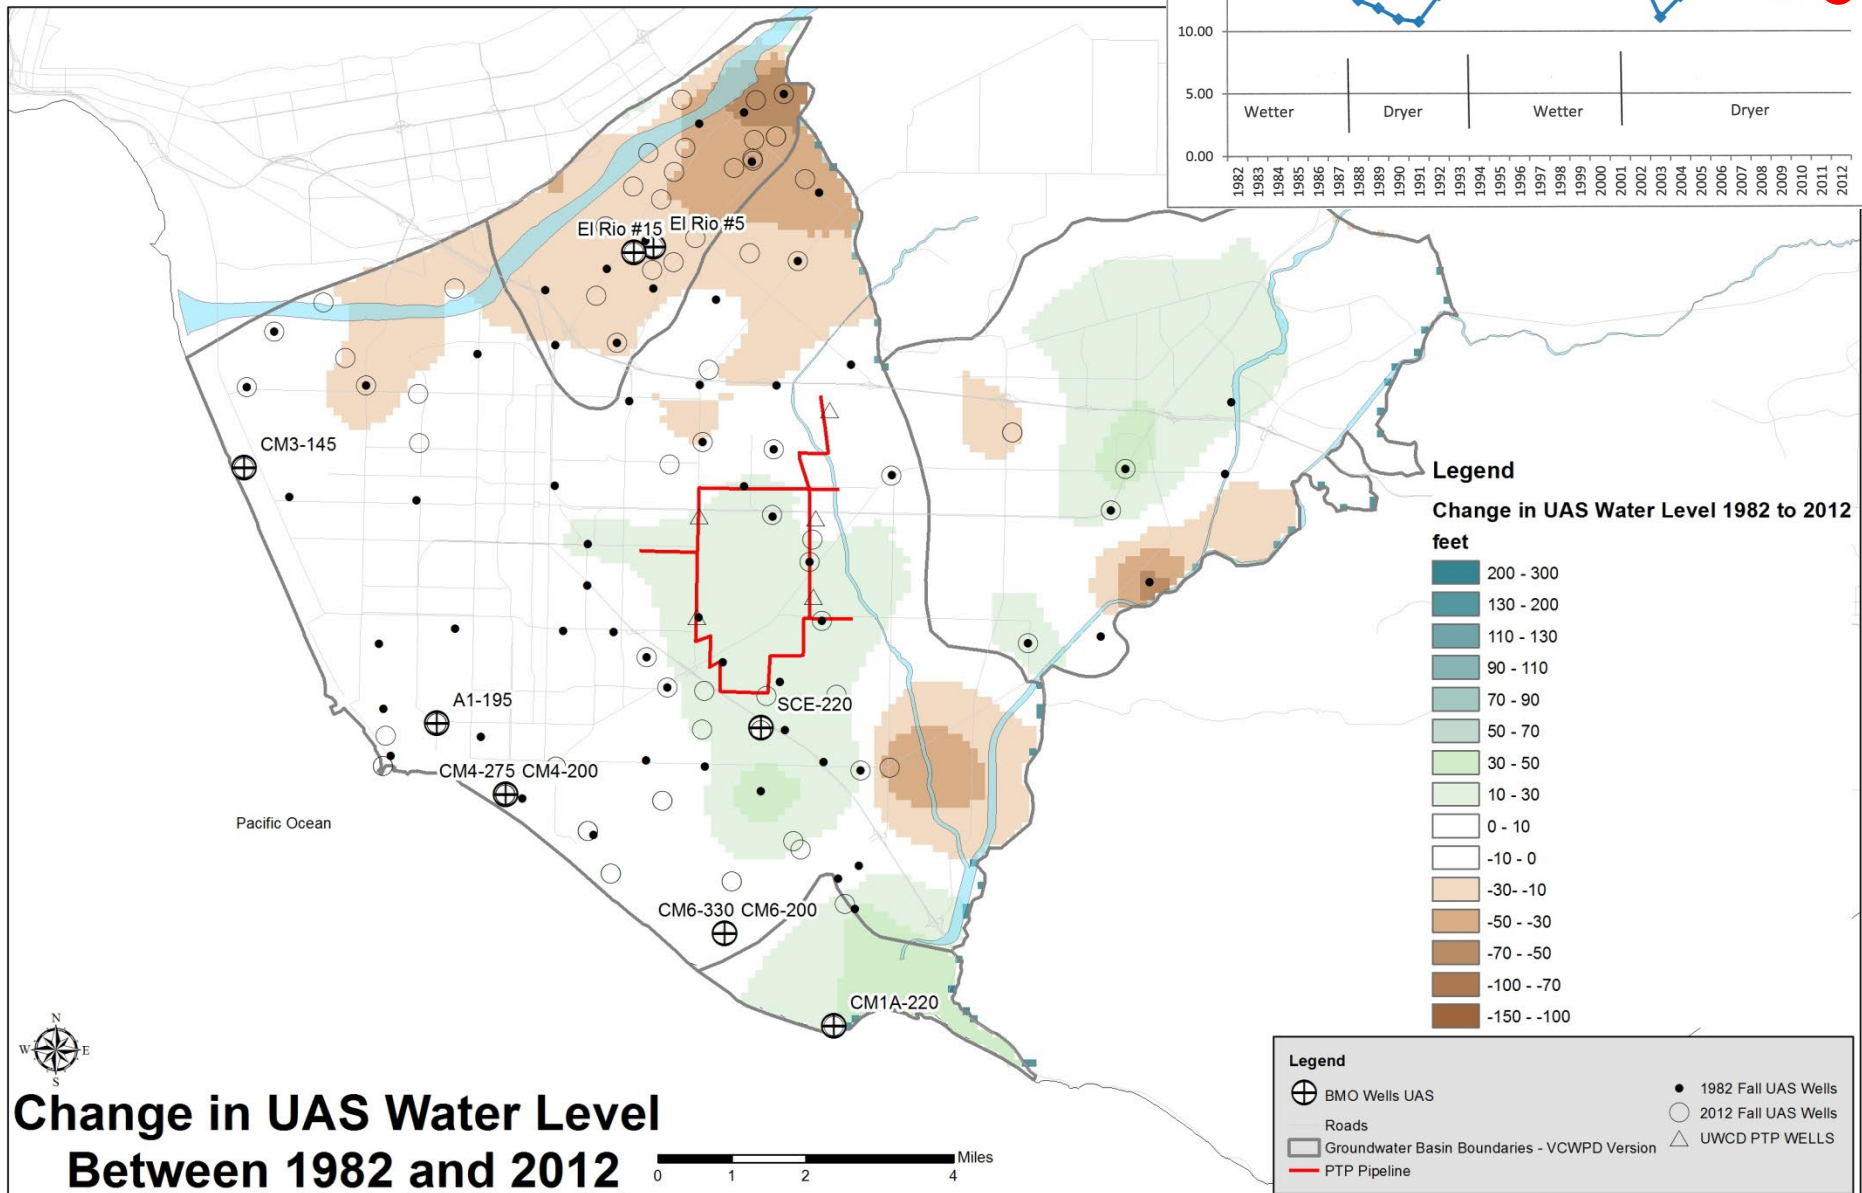 10.00
5.00
0.00
Wetter
Dryer
Wetter
Dryer
1982
1983
1984
1985
1986
1987
1988
1989
1990
1991
1992
1993
1994
1995
1996
1997
1998
1999
2000
2001
2002
2003
2004
2005
2006
2007
2008
2009
2010
2011
2012
El Rio #15
El Rio #5
CM3-145
A1-195
SCE-220
CM4-275 CM4-200
Pacific Ocean
CM6-330 CM6-200
CM1A-220
Legend
Change in UAS Water Level 1982 to 2012
feet
200 - 300
130 - 200
110 - 130
90 - 110
70 - 90
50 - 70
30 - 50
10 - 30
0 - 10
-10 - 0
-30- -10
-50 - -30
-70 - -50
-100 - -70
-150 - -100
N
W
E
S
Change in UAS Water Level
Between 1982 and 2012
Miles
0 1 2 4
Legend
BMO Wells UAS
Roads
Groundwater Basin Boundaries - VCWPD Version
PTP Pipeline
1982 Fall UAS Wells
2012 Fall UAS Wells
UWCD PTP WELLS